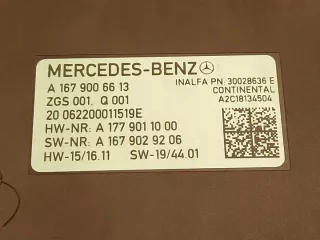 MERCEDES-BENZ
INALFA PN: 30028636 E
A 167 900 66 13
CONTINENTAL
ZGS 001, Q 001
A2C18134504
20 062200011519E
HW-NR: A 177 901 10 00
SW-NR: A 167 902 92 06
HW-15/16.11 SW-19/44.01